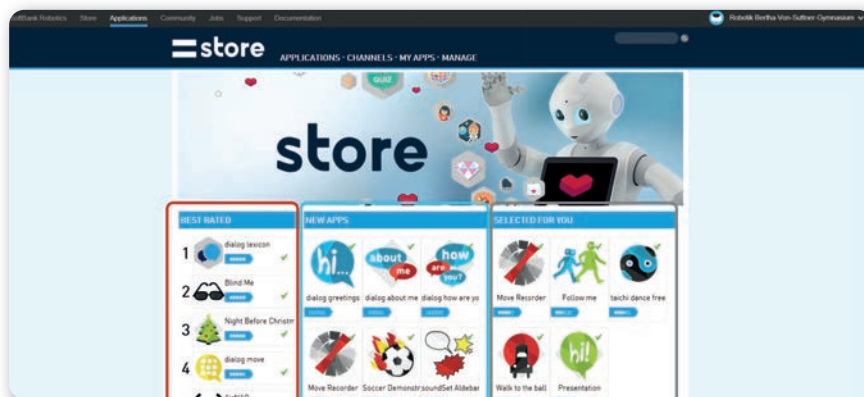 SoftBank Robotics Store Applications Community Jobs Support Documentation
Robotik Bertha-Von-Suttner-Gymnasium
store
APPLICATIONS · CHANNELS · MY APPS · MANAGE
QUIZ
store
BEST RATED
1 dialog lexicon
2 Blind Me
3 Night Before Christm
4 dialog move
NEW APPS
hi...
about
me
how
are
you?
dialog greetings dialog about me dialog how are yo
Move Recorder Soccer Demonstr soundSet Aldebar
SELECTED FOR YOU
Move Recorder Follow me taichi dance free
hi!
Walk to the ball Presentation